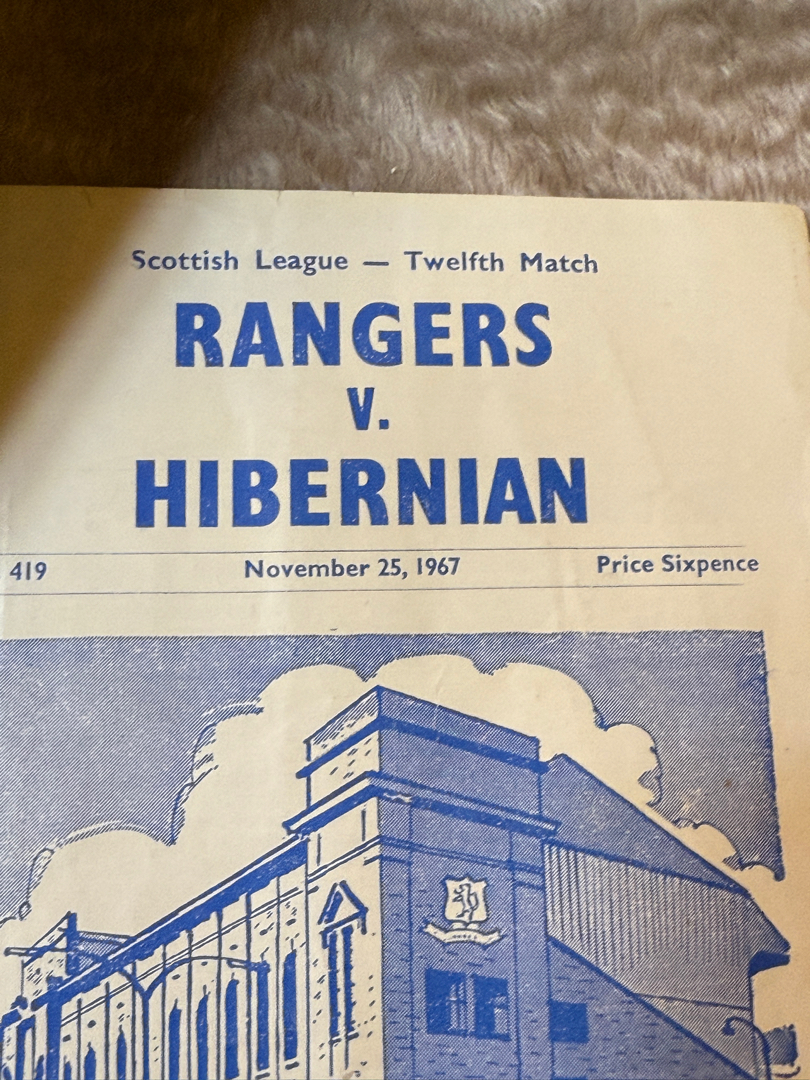 Scottish League — Twelfth Match
RANGERS
v.
HIBERNIAN
419 November 25, 1967 Price Sixpence